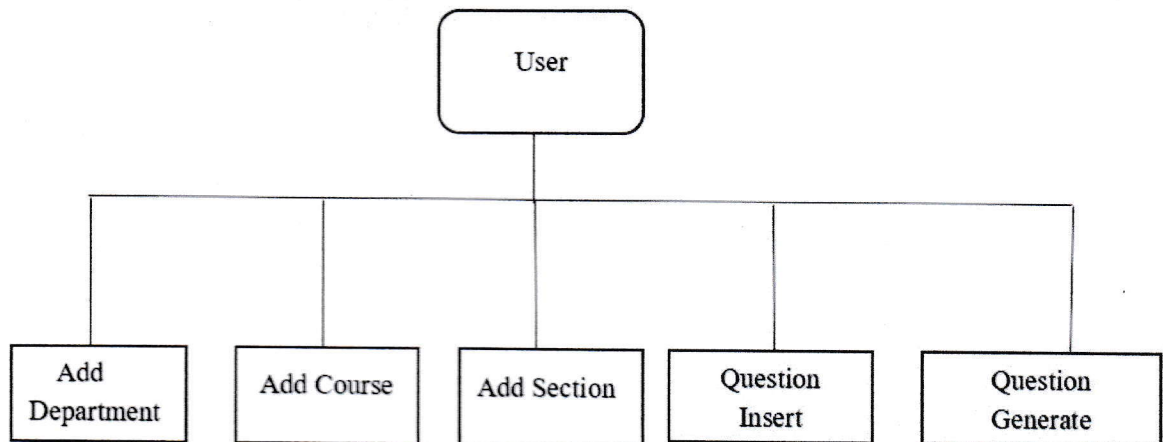 User
Add
Department
Add Course
Add Section
Question
Insert
Question
Generate